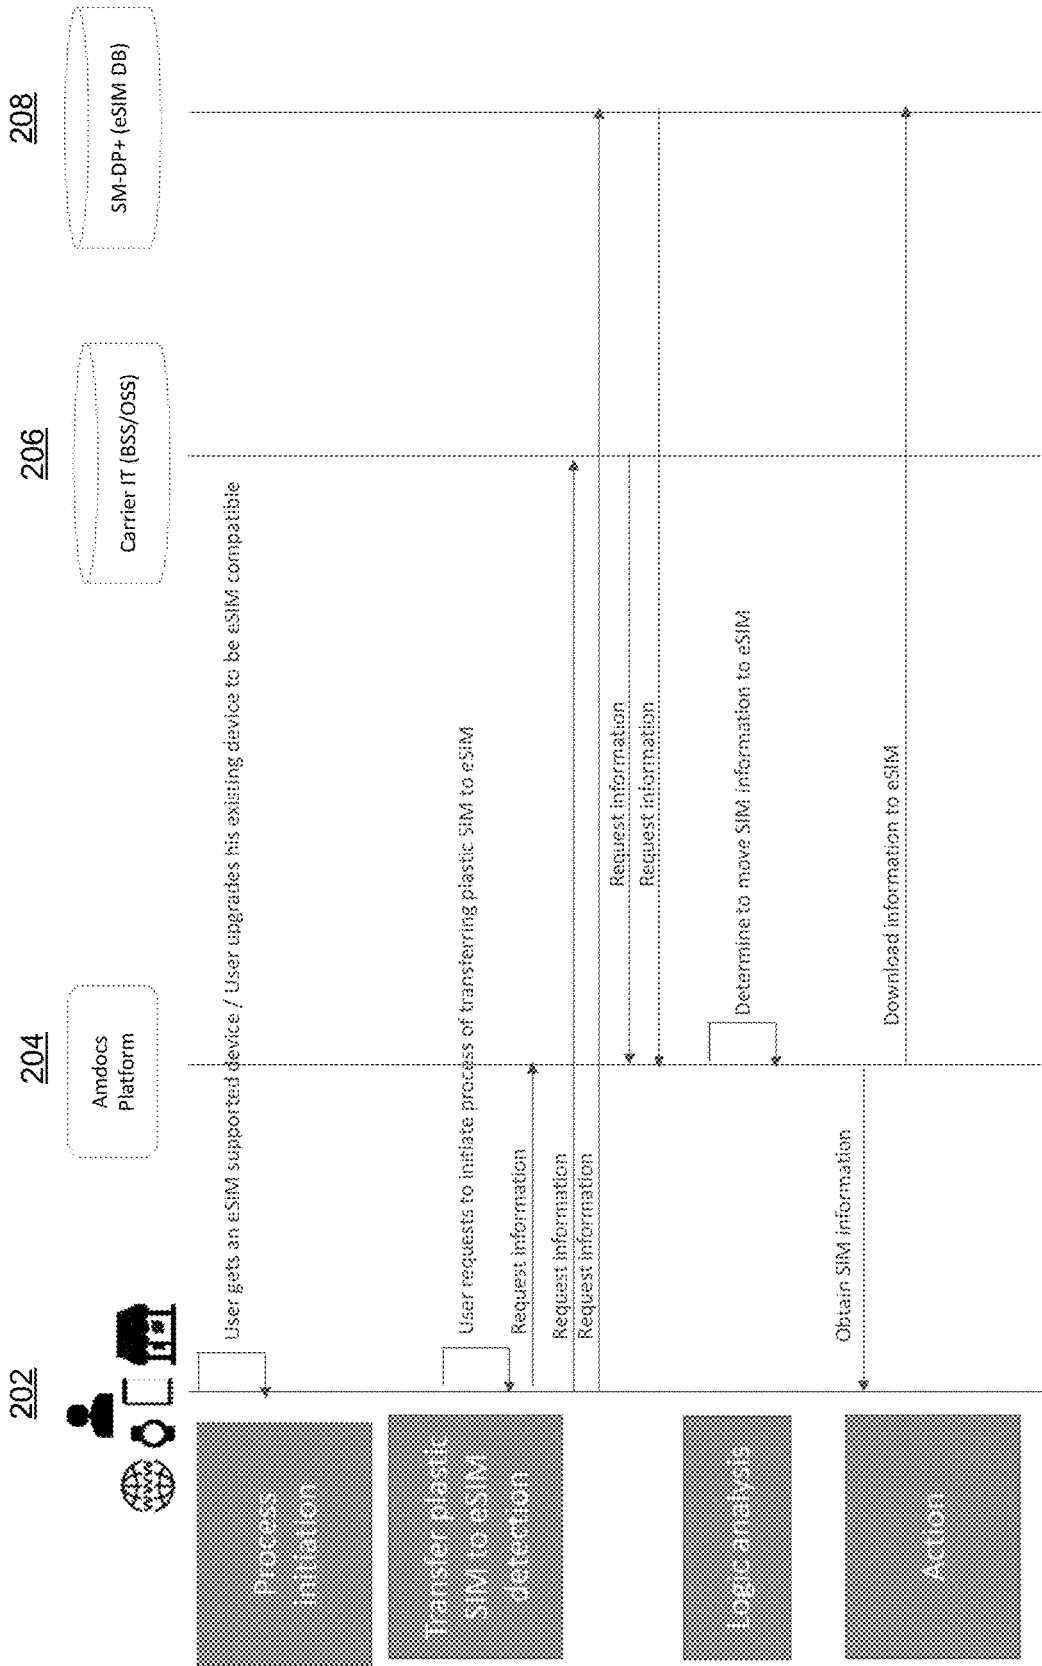 202
204
206
208
Amdocs
Platform
Carrier IT (BSS/OSS)
SM-DP+ (eSIM DB)
Process
initiation
User gets an eSIM supported device / User upgrades his existing device to be eSIM compatible
Transfer plastic
SIM to eSIM
detection
User requests to initiate process of transferring plastic SIM to eSIM
Request information
Request information
Request information
Request information
Request information
Logic analysis
Determine to move SIM information to eSIM
Action
Obtain SIM information
Download information to eSIM